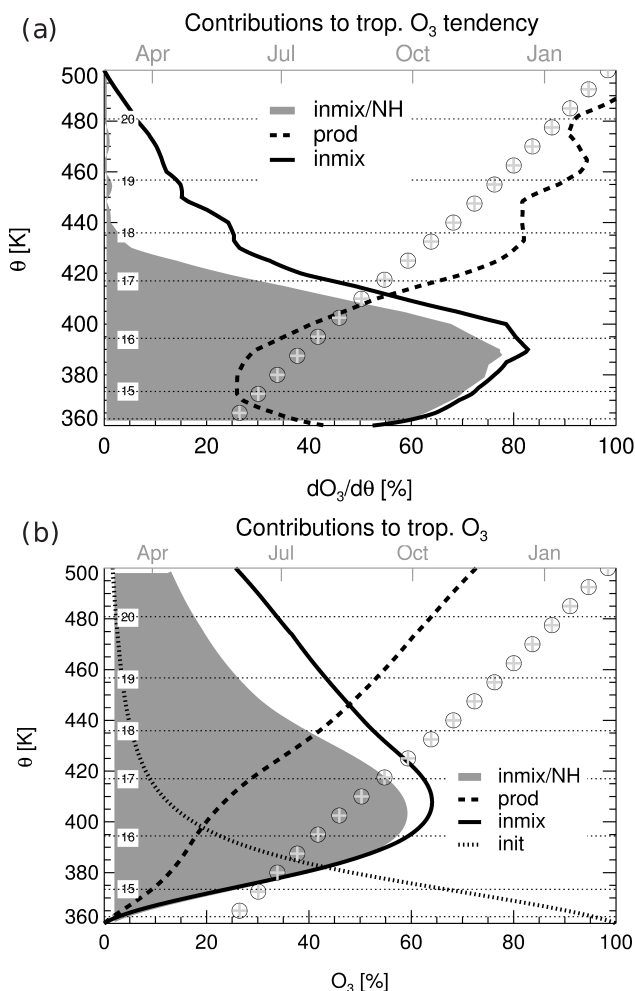 (a)
Contributions to trop. O3 tendency
Apr Jul Oct Jan
500
480
460
440
420
400
380
360
θ [K]
20
19
18
17
16
15
inmix/NH
prod
inmix
0 20 40 60 80 100
dO3/dθ [%]
(b)
Contributions to trop. O3
Apr Jul Oct Jan
500
480
460
440
420
400
380
360
θ [K]
20
19
18
17
16
15
inmix/NH
prod
inmix
init
0 20 40 60 80 100
O3 [%]